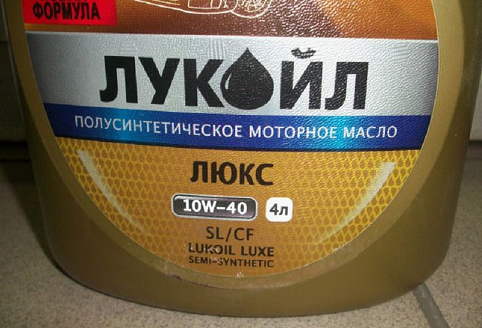 ФОРМУЛА
ЛУКОЙЛ
ПОЛУСИНТЕТИЧЕСКОЕ МОТОРНОЕ МАСЛО
ЛЮКС
10W-40 4л
SL/CF
LUKOIL LUXE
SEMI-SYNTHETIC